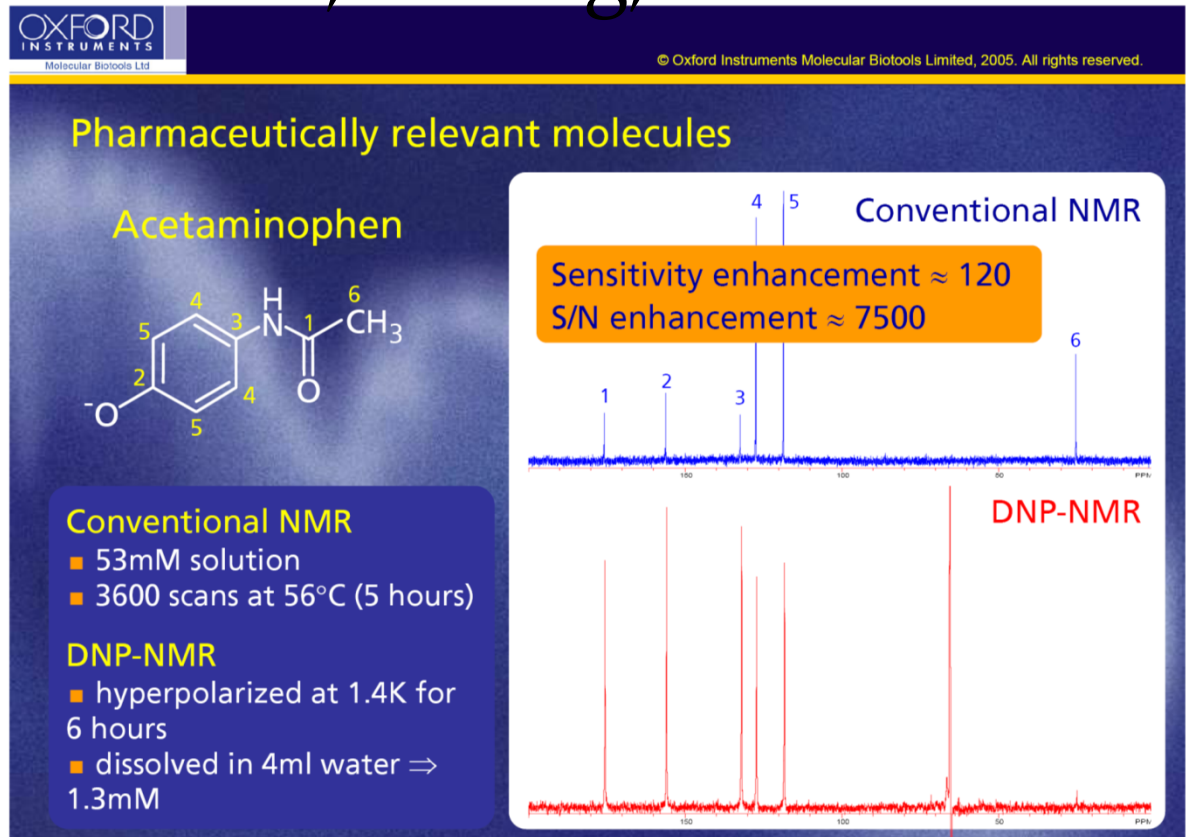 OXFORD
INSTRUMENTS
Molecular Biotools Ltd
© Oxford Instruments Molecular Biotools Limited, 2005. All rights reserved.
Pharmaceutically relevant molecules
Acetaminophen
4
H
6
5
3
N
1
CH3
2
O
⁻O
4
5
Conventional NMR
■ 53mM solution
■ 3600 scans at 56°C (5 hours)
DNP-NMR
■ hyperpolarized at 1.4K for
6 hours
■ dissolved in 4ml water ⇒
1.3mM
4 5
Conventional NMR
Sensitivity enhancement ≈ 120
S/N enhancement ≈ 7500
1
2
3
6
150 100 50 PPM
DNP-NMR
150 100 50 PPM